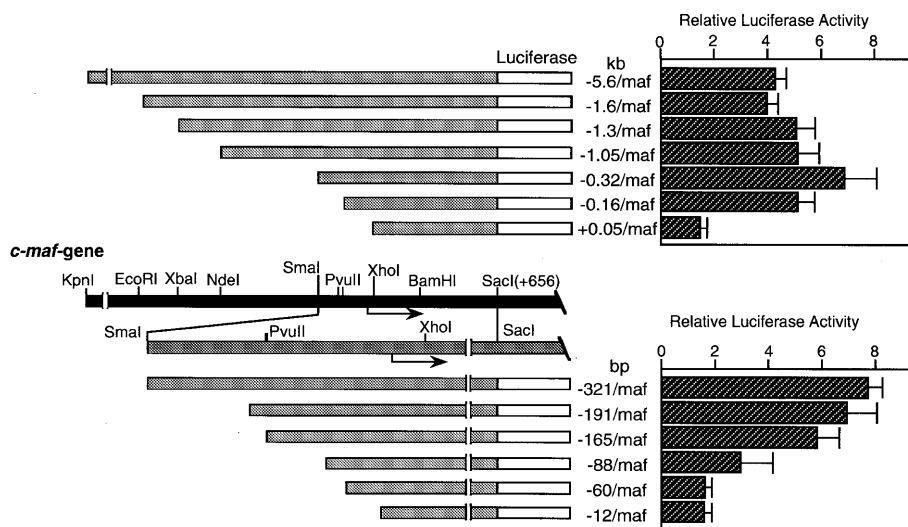 Relative Luciferase Activity
0 2 4 6 8
Luciferase kb
-5.6/maf
-1.6/maf
-1.3/maf
-1.05/maf
-0.32/maf
-0.16/maf
+0.05/maf
c-maf-gene
KpnI EcoRI XbaI NdeI SmaI PvuII XhoI BamHI SacI(+656)
SmaI PvuII XhoI SacI
Relative Luciferase Activity
0 2 4 6 8
bp
-321/maf
-191/maf
-165/maf
-88/maf
-60/maf
-12/maf